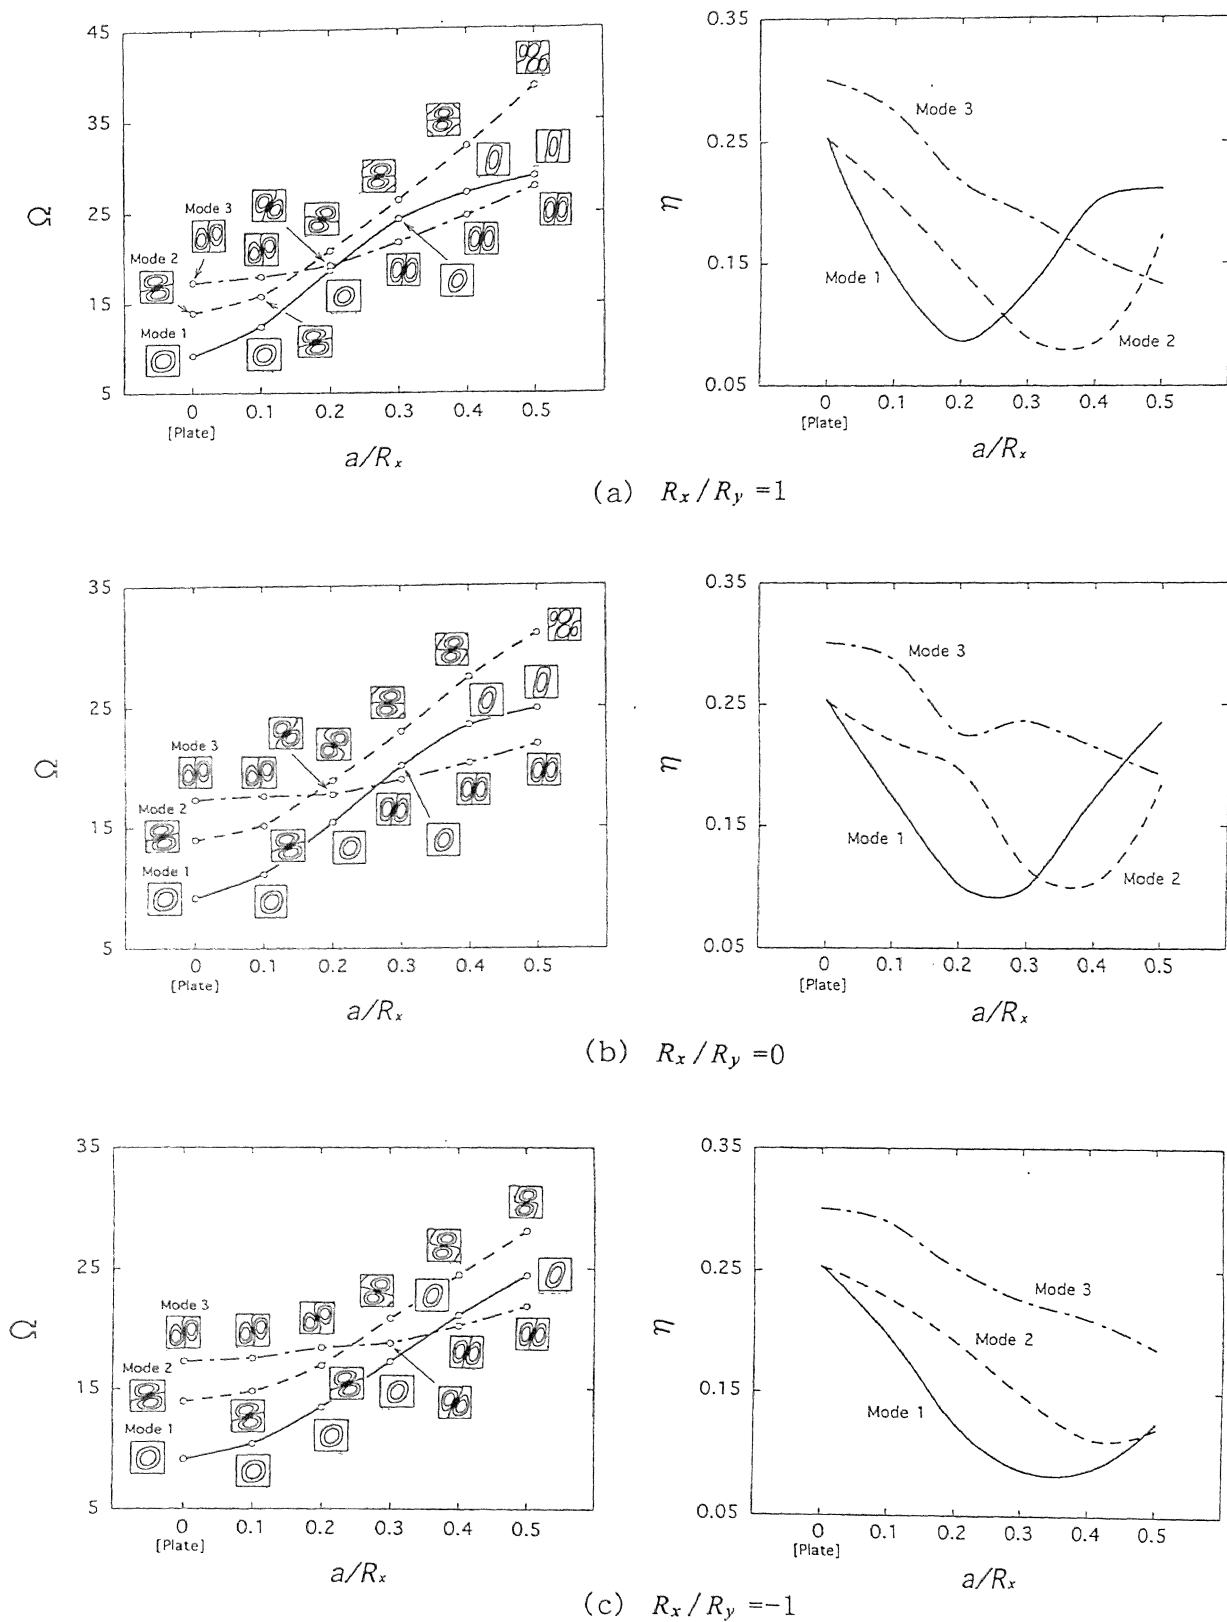 45
35
25
15
5
Ω
Mode 3
Mode 2
Mode 1
0 0.1 0.2 0.3 0.4 0.5
[Plate]
a/Rₓ
0.35
0.25
0.15
0.05
η
Mode 3
Mode 1
Mode 2
0 0.1 0.2 0.3 0.4 0.5
[Plate]
a/Rₓ
(a) Rₓ/Rᵧ=1
35
25
15
5
Ω
Mode 3
Mode 2
Mode 1
0 0.1 0.2 0.3 0.4 0.5
[Plate]
a/Rₓ
0.35
0.25
0.15
0.05
η
Mode 3
Mode 1
Mode 2
0 0.1 0.2 0.3 0.4 0.5
[Plate]
a/Rₓ
(b) Rₓ/Rᵧ=0
35
25
15
5
Ω
Mode 3
Mode 2
Mode 1
0 0.1 0.2 0.3 0.4 0.5
[Plate]
a/Rₓ
0.35
0.25
0.15
0.05
η
Mode 3
Mode 2
Mode 1
0 0.1 0.2 0.3 0.4 0.5
[Plate]
a/Rₓ
(c) Rₓ/Rᵧ=-1